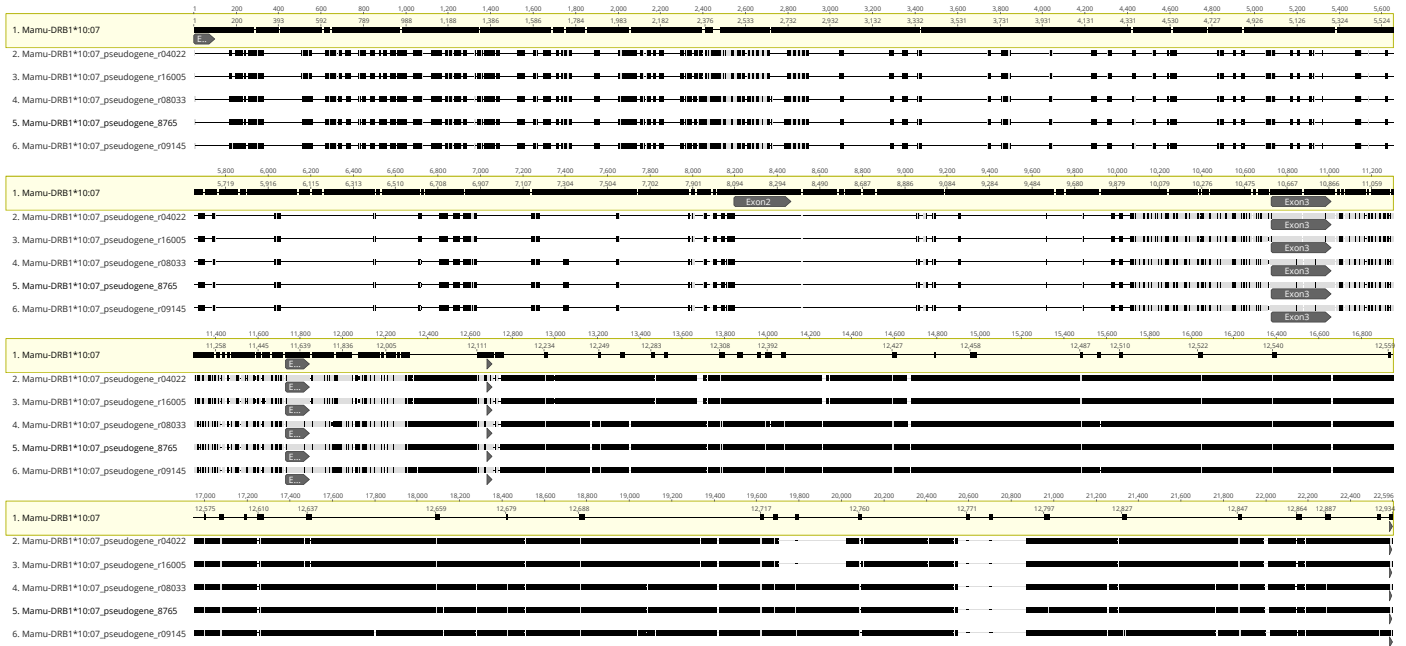 1 200 400 600 800 1,000 1,200 1,400 1,600 1,800 2,000 2,200 2,400 2,600 2,800 3,000 3,200 3,400 3,600 3,800 4,000 4,200 4,400 4,600 4,800 5,000 5,200 5,400 5,600
1 200 393 592 789 988 1,188 1,386 1,586 1,784 1,983 2,182 2,376 2,533 2,732 2,932 3,132 3,332 3,531 3,731 3,931 4,131 4,331 4,530 4,727 4,926 5,126 5,324 5,524
1. Mamu-DRB1*10:07
E...
2. Mamu-DRB1*10:07_pseudogene_r04022
3. Mamu-DRB1*10:07_pseudogene_r16005
4. Mamu-DRB1*10:07_pseudogene_r08033
5. Mamu-DRB1*10:07_pseudogene_8765
6. Mamu-DRB1*10:07_pseudogene_r09145
5,800 6,000 6,200 6,400 6,600 6,800 7,000 7,200 7,400 7,600 7,800 8,000 8,200 8,400 8,600 8,800 9,000 9,200 9,400 9,600 9,800 10,000 10,200 10,400 10,600 10,800 11,000 11,200
5,719 5,916 6,115 6,313 6,510 6,708 6,907 7,107 7,304 7,504 7,702 7,901 8,094 8,294 8,490 8,687 8,886 9,084 9,284 9,484 9,680 9,879 10,079 10,276 10,475 10,667 10,866 11,059
1. Mamu-DRB1*10:07
Exon2 Exon3
2. Mamu-DRB1*10:07_pseudogene_r04022
Exon3
3. Mamu-DRB1*10:07_pseudogene_r16005
Exon3
4. Mamu-DRB1*10:07_pseudogene_r08033
Exon3
5. Mamu-DRB1*10:07_pseudogene_8765
Exon3
6. Mamu-DRB1*10:07_pseudogene_r09145
Exon3
11,400 11,600 11,800 12,000 12,200 12,400 12,600 12,800 13,000 13,200 13,400 13,600 13,800 14,000 14,200 14,400 14,600 14,800 15,000 15,200 15,400 15,600 15,800 16,000 16,200 16,400 16,600 16,800
11,258 11,445 11,639 11,836 12,005 12,111 12,234 12,249 12,283 12,308 12,392 12,427 12,458 12,487 12,510 12,522 12,540 12,559
1. Mamu-DRB1*10:07
E...
2. Mamu-DRB1*10:07_pseudogene_r04022
E...
3. Mamu-DRB1*10:07_pseudogene_r16005
E...
4. Mamu-DRB1*10:07_pseudogene_r08033
E...
5. Mamu-DRB1*10:07_pseudogene_8765
E...
6. Mamu-DRB1*10:07_pseudogene_r09145
E...
17,000 17,200 17,400 17,600 17,800 18,000 18,200 18,400 18,600 18,800 19,000 19,200 19,400 19,600 19,800 20,000 20,200 20,400 20,600 20,800 21,000 21,200 21,400 21,600 21,800 22,000 22,200 22,400 22,596
12,575 12,610 12,637 12,659 12,679 12,688 12,717 12,760 12,771 12,797 12,827 12,847 12,864 12,887 12,934
1. Mamu-DRB1*10:07
2. Mamu-DRB1*10:07_pseudogene_r04022
3. Mamu-DRB1*10:07_pseudogene_r16005
4. Mamu-DRB1*10:07_pseudogene_r08033
5. Mamu-DRB1*10:07_pseudogene_8765
6. Mamu-DRB1*10:07_pseudogene_r09145